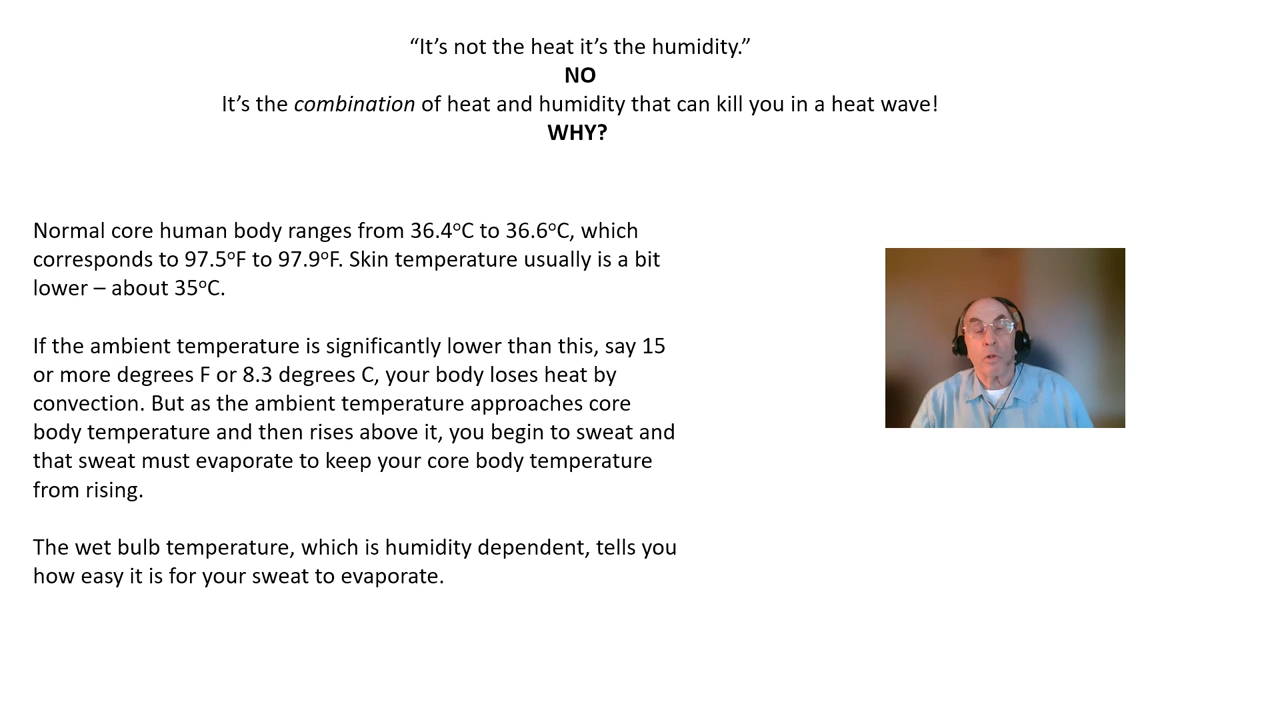 “It’s not the heat it’s the humidity.”
NO
It’s the combination of heat and humidity that can kill you in a heat wave!
WHY?
Normal core human body ranges from 36.4ᵒC to 36.6ᵒC, which
corresponds to 97.5ᵒF to 97.9ᵒF. Skin temperature usually is a bit
lower – about 35ᵒC.
If the ambient temperature is significantly lower than this, say 15
or more degrees F or 8.3 degrees C, your body loses heat by
convection. But as the ambient temperature approaches core
body temperature and then rises above it, you begin to sweat and
that sweat must evaporate to keep your core body temperature
from rising.
The wet bulb temperature, which is humidity dependent, tells you
how easy it is for your sweat to evaporate.